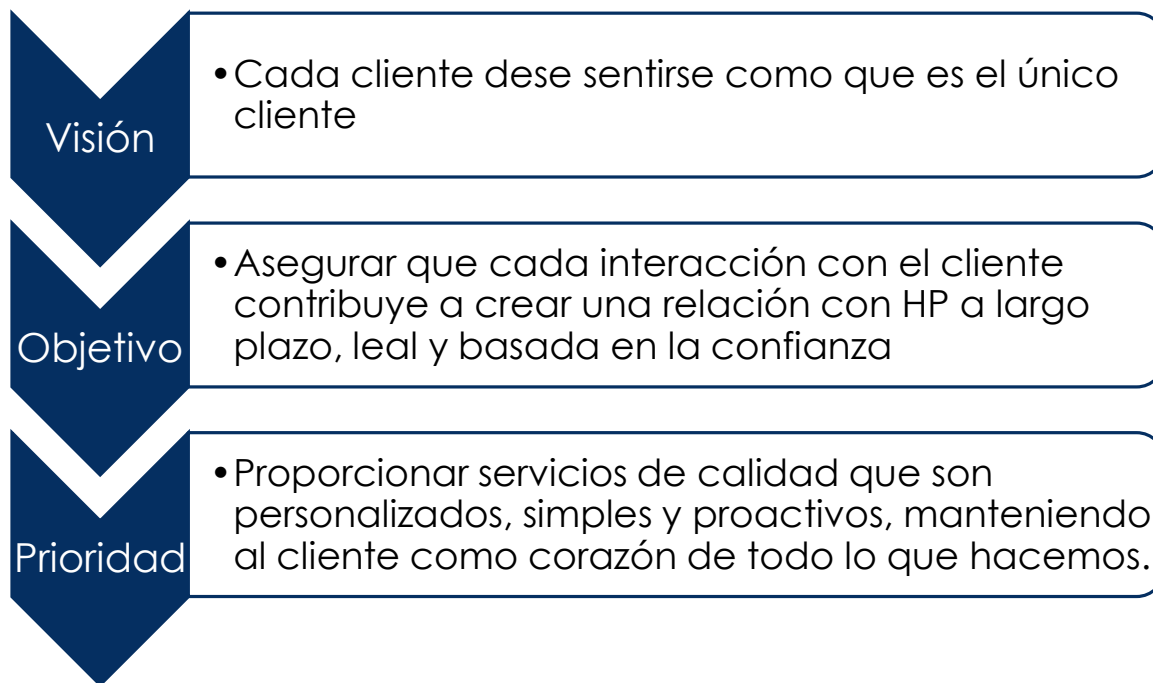 Visión
•Cada cliente dese sentirse como que es el único
cliente
Objetivo
•Asegurar que cada interacción con el cliente
contribuye a crear una relación con HP a largo
plazo, leal y basada en la confianza
Prioridad
•Proporcionar servicios de calidad que son
personalizados, simples y proactivos, manteniendo
al cliente como corazón de todo lo que hacemos.